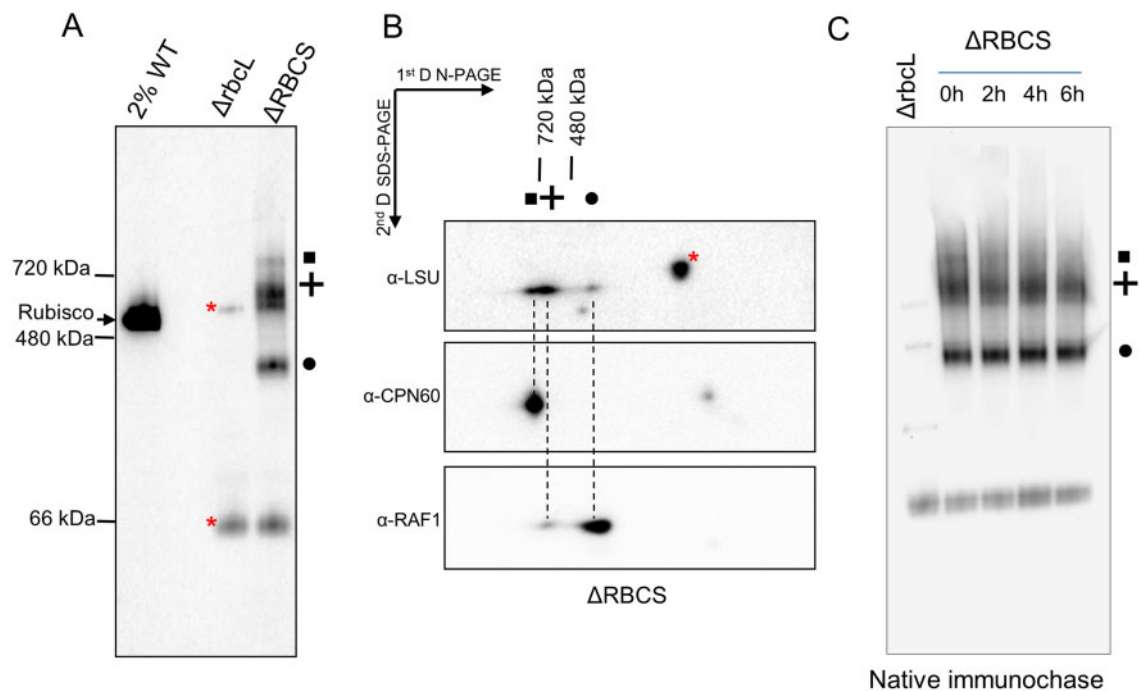 A
2% WT
ΔrbcL
ΔRBCS
720 kDa
Rubisco
480 kDa
66 kDa
*
*
B
1st D N-PAGE
2nd D SDS-PAGE
720 kDa
480 kDa
α-LSU
*
α-CPN60
α-RAF1
ΔRBCS
C
ΔRBCS
ΔrbcL
0h 2h 4h 6h
Native immunochase